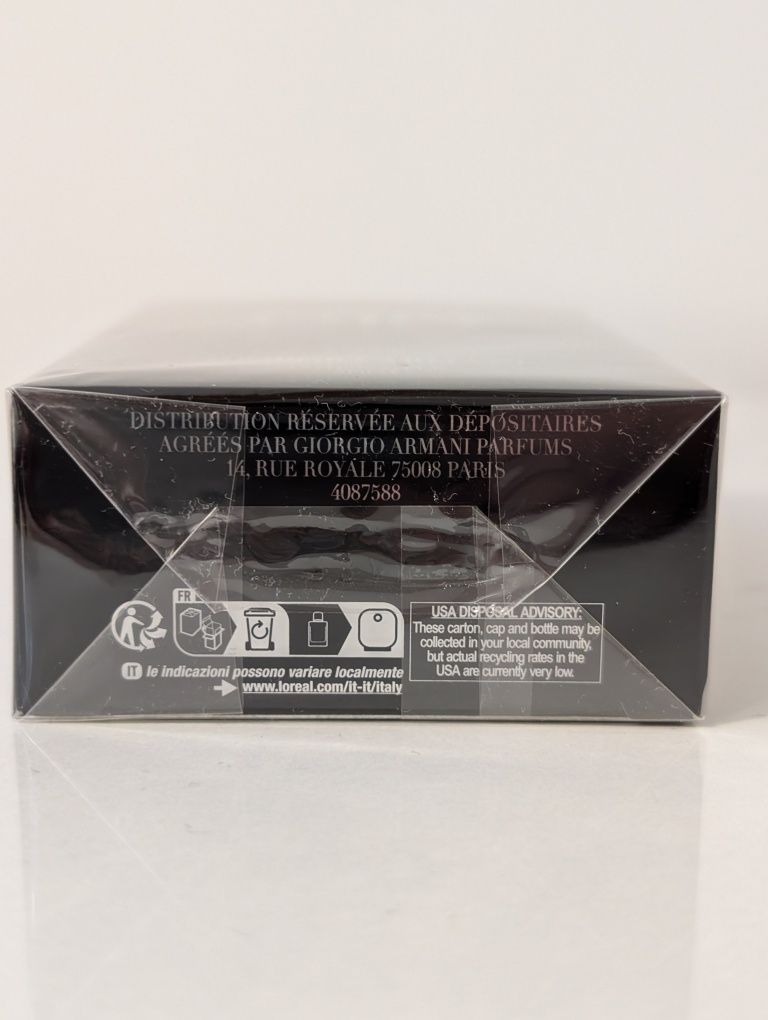 DISTRIBUTION RÉSERVÉE AUX DÉPOSITAIRES
AGRÉÉS PAR GIORGIO ARMANI PARFUMS
14, RUE ROYALE 75008 PARIS
4087588
FR
IT le indicazioni possono variare localmente
www.loreal.com/it-it/italy
USA DISPOSAL ADVISORY:
These carton, cap and bottle may be
collected in your local community,
but actual recycling rates in the
USA are currently very low.